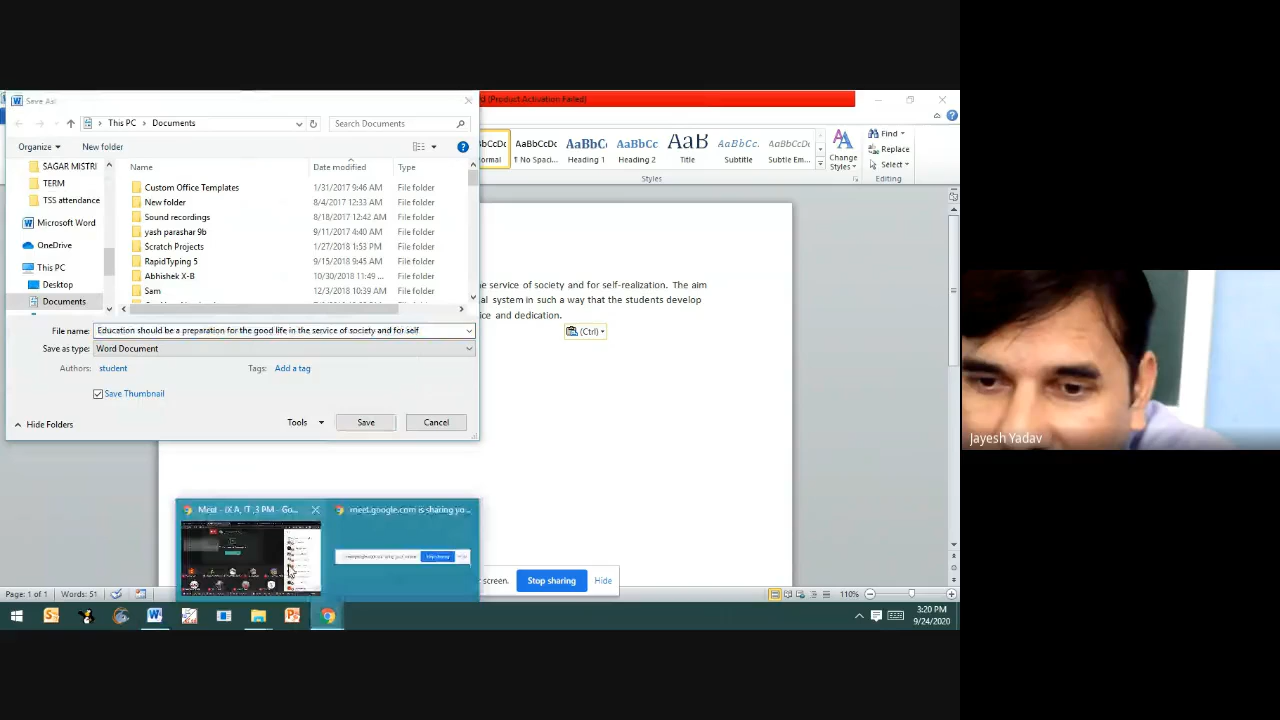 Save As
d (Product Activation Failed)
This PC > Documents
Search Documents
Organize
New folder
SAGAR MISTRI
TERM
TSS attendance
Microsoft Word
OneDrive
This PC
Desktop
Documents
Name Date modified Type
Custom Office Templates 1/31/2017 9:46 AM File folder
New folder 8/4/2017 12:33 AM File folder
Sound recordings 8/18/2017 12:42 AM File folder
yash parashar 9b 9/11/2017 4:40 AM File folder
Scratch Projects 1/27/2018 1:53 PM File folder
RapidTyping 5 9/15/2018 9:45 AM File folder
Abhishek X-B 10/30/2018 11:49 ... File folder
Sam 12/3/2018 10:39 AM File folder
File name: Education should be a preparation for the good life in the service of society and for self
Save as type: Word Document
Authors: student Tags: Add a tag
Save Thumbnail
Hide Folders Tools Save Cancel
AaBbCcDc AaBbCc AaBbCc AaB AaBbCc. AaBbCcDc
Normal ¶ No Spaci... Heading 1 Heading 2 Title Subtitle Subtle Em...
Change
Styles
Find
Replace
Select
Styles Editing
e service of society and for self-realization. The aim
al system in such a way that the students develop
ice and dedication.
(Ctrl)
Meet - IX A, IT ,3 PM - Go...
meet.google.com is sharing yo...
r screen. Stop sharing Hide
Page: 1 of 1 Words: 51 110%
3:20 PM
9/24/2020
Jayesh Yadav